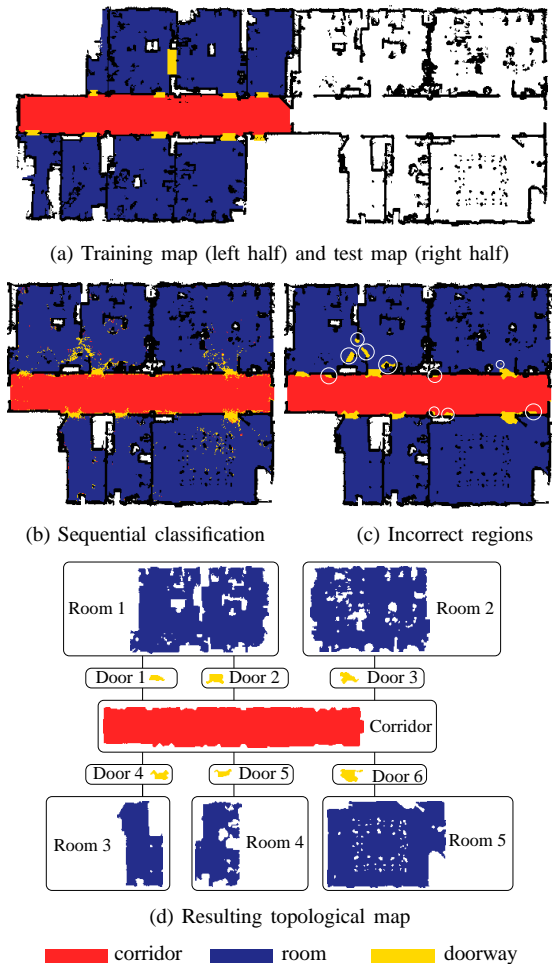 (a) Training map (left half) and test map (right half)
(b) Sequential classification
(c) Incorrect regions
Room 1
Room 2
Door 1
Door 2
Door 3
Corridor
Door 4
Door 5
Door 6
Room 3
Room 4
Room 5
(d) Resulting topological map
corridor
room
doorway